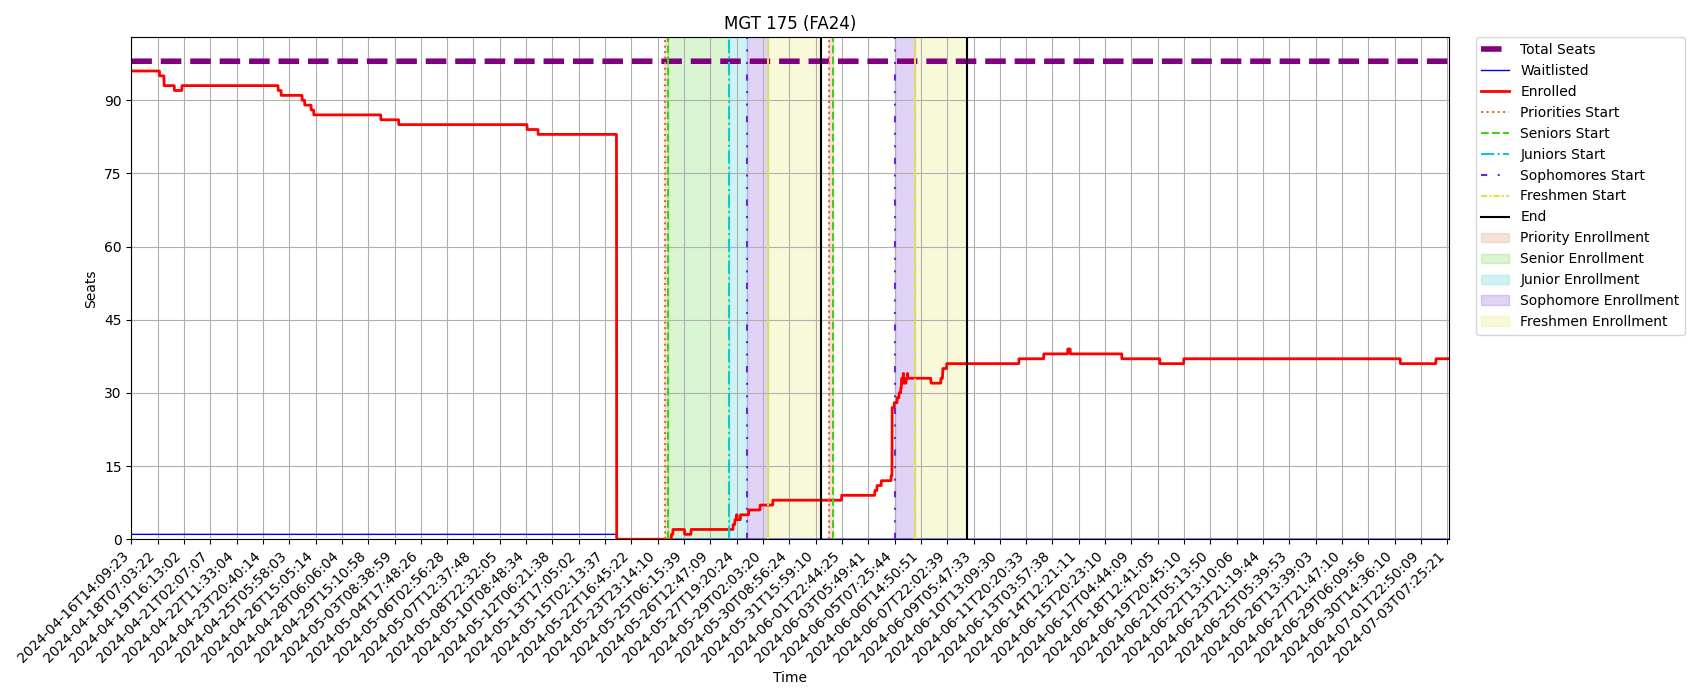 MGT 175 (FA24)
Total Seats
Waitlisted
Enrolled
Priorities Start
Seniors Start
Juniors Start
Sophomores Start
Freshmen Start
End
Priority Enrollment
Senior Enrollment
Junior Enrollment
Sophomore Enrollment
Freshmen Enrollment
Seats
90
75
60
45
30
15
0
2024-04-16T14:09:23
2024-04-18T07:03:22
2024-04-19T16:13:02
2024-04-21T02:07:07
2024-04-22T11:33:04
2024-04-23T20:40:14
2024-04-25T05:58:03
2024-04-26T15:05:14
2024-04-28T06:06:04
2024-04-29T15:10:58
2024-05-03T08:38:59
2024-05-04T17:48:26
2024-05-06T02:56:28
2024-05-07T12:37:48
2024-05-08T22:32:05
2024-05-10T08:48:34
2024-05-12T06:21:38
2024-05-13T17:05:02
2024-05-15T02:13:37
2024-05-22T16:45:22
2024-05-23T23:14:10
2024-05-25T06:15:39
2024-05-26T12:47:09
2024-05-27T19:20:24
2024-05-29T02:03:20
2024-05-30T08:56:24
2024-05-31T15:59:10
2024-06-01T22:44:25
2024-06-03T05:49:41
2024-06-05T07:25:44
2024-06-06T14:50:51
2024-06-07T22:02:39
2024-06-09T05:47:33
2024-06-10T13:09:30
2024-06-11T20:20:33
2024-06-13T03:57:38
2024-06-14T12:21:11
2024-06-15T20:23:10
2024-06-17T04:44:09
2024-06-18T12:41:05
2024-06-19T20:45:10
2024-06-21T05:13:50
2024-06-22T13:10:06
2024-06-23T21:19:44
2024-06-25T05:39:53
2024-06-26T13:39:03
2024-06-27T21:47:10
2024-06-29T06:09:56
2024-06-30T14:36:10
2024-07-01T22:50:09
2024-07-03T07:25:21
Time